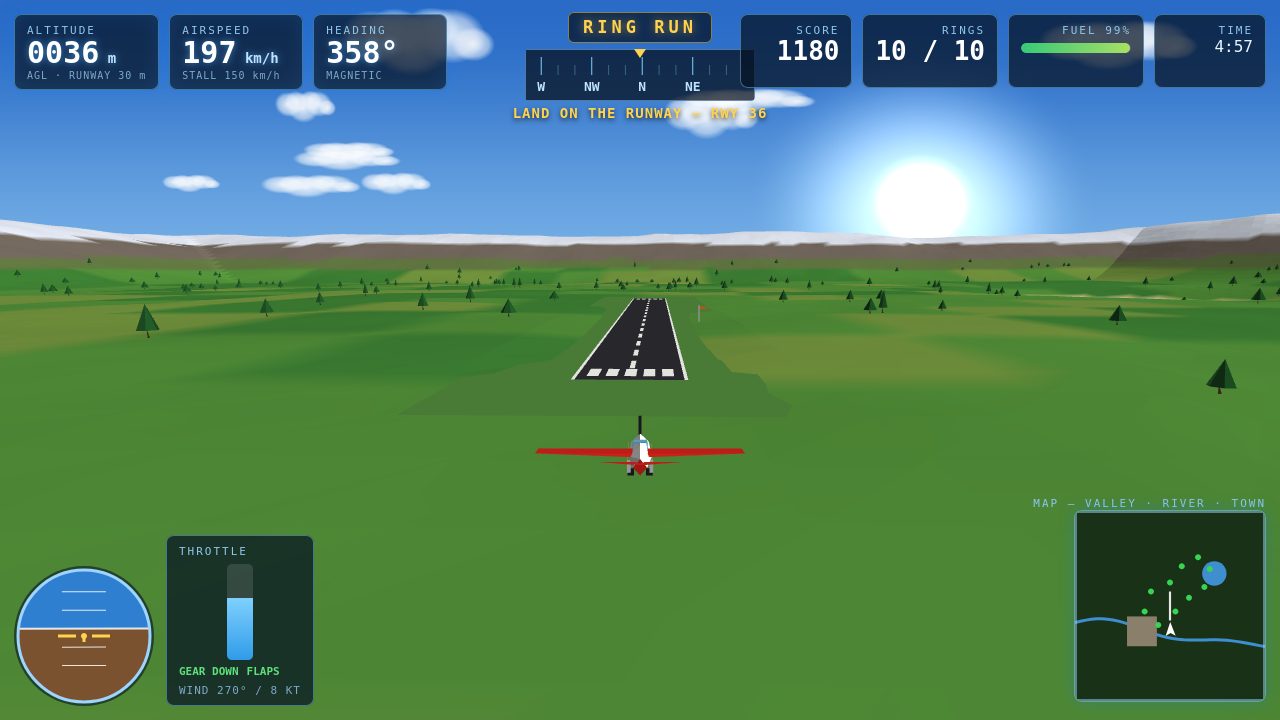 ALTITUDE
0036 m
AGL · RUNWAY 30 m
AIRSPEED
197 km/h
STALL 150 km/h
HEADING
358°
MAGNETIC
RING RUN
W NW N NE
LAND ON THE RUNWAY — RWY 36
SCORE
1180
RINGS
10 / 10
FUEL 99%
TIME
4:57
MAP — VALLEY · RIVER · TOWN
THROTTLE
GEAR DOWN FLAPS
WIND 270° / 8 KT